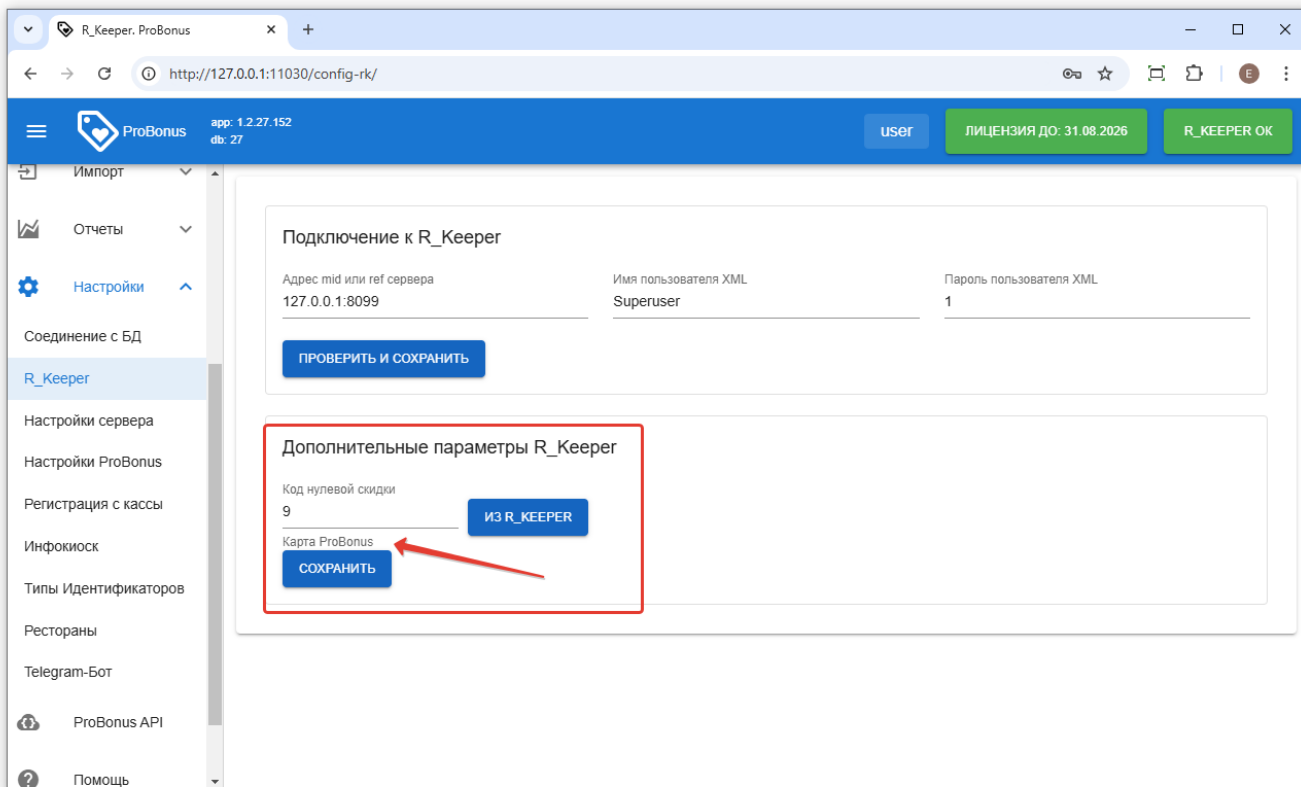 R_Keeper. ProBonus
http://127.0.0.1:11030/config-rk/
E
ProBonus
app: 1.2.27.152
db: 27
user
ЛИЦЕНЗИЯ ДО: 31.08.2026
R_KEEPER OK
Импорт
Отчеты
Настройки
Соединение с БД
R_Keeper
Настройки сервера
Настройки ProBonus
Регистрация с кассы
Инфокиоск
Типы Идентификаторов
Рестораны
Telegram-Бот
ProBonus API
Помощь
Подключение к R_Keeper
Адрес mid или ref сервера
127.0.0.1:8099
Имя пользователя XML
Superuser
Пароль пользователя XML
1
ПРОВЕРИТЬ И СОХРАНИТЬ
Дополнительные параметры R_Keeper
Код нулевой скидки
9
ИЗ R_KEEPER
Карта ProBonus
СОХРАНИТЬ